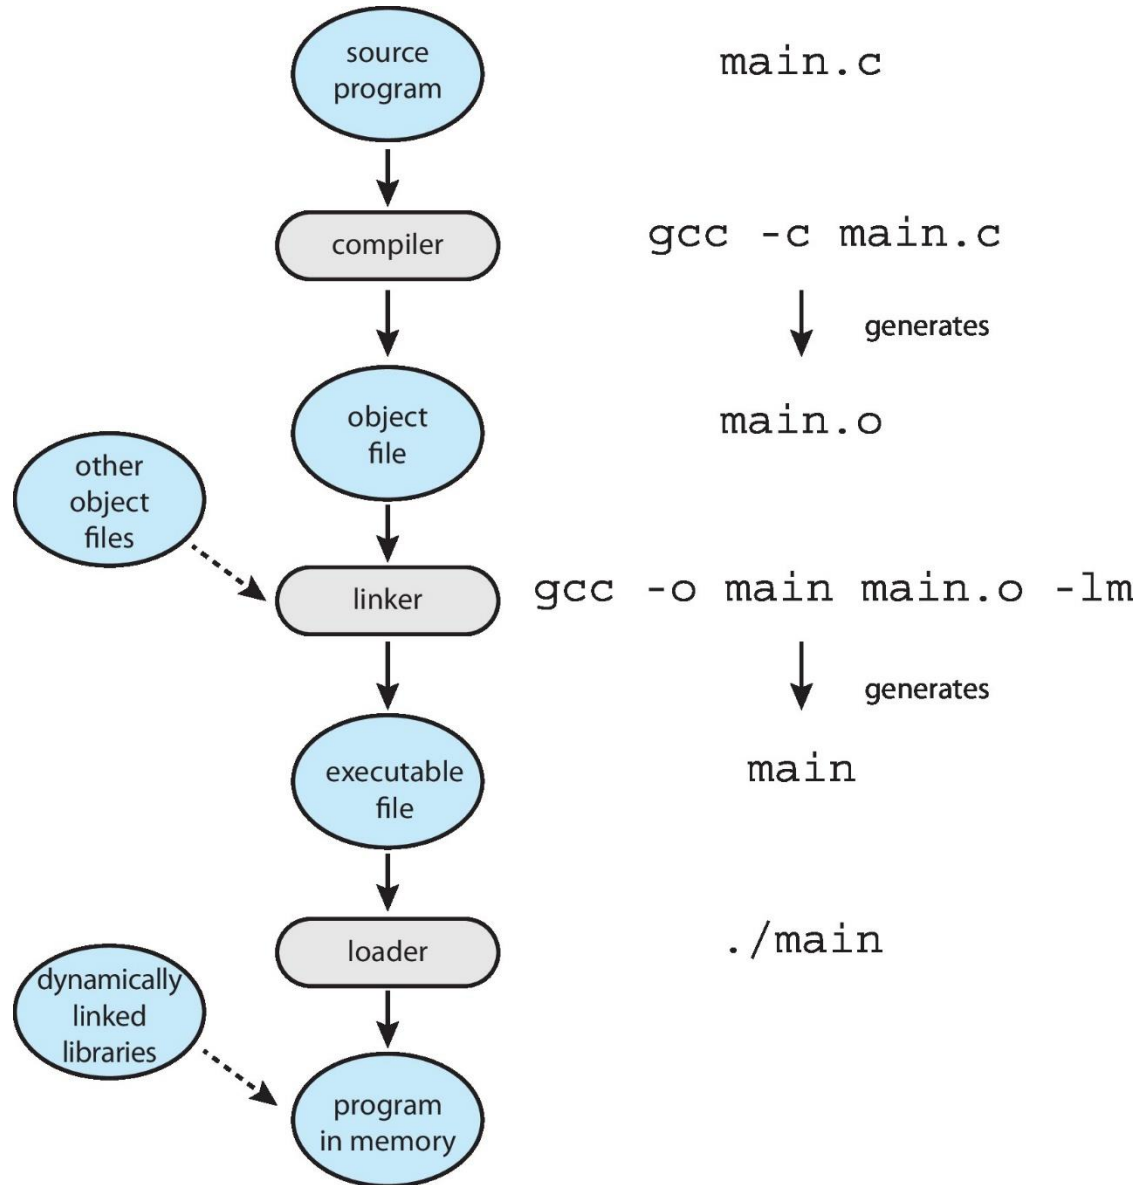 source
program
main.c
compiler
gcc -c main.c
generates
object
file
main.o
other
object
files
linker
gcc -o main main.o -lm
generates
executable
file
main
loader
./main
dynamically
linked
libraries
program
in memory